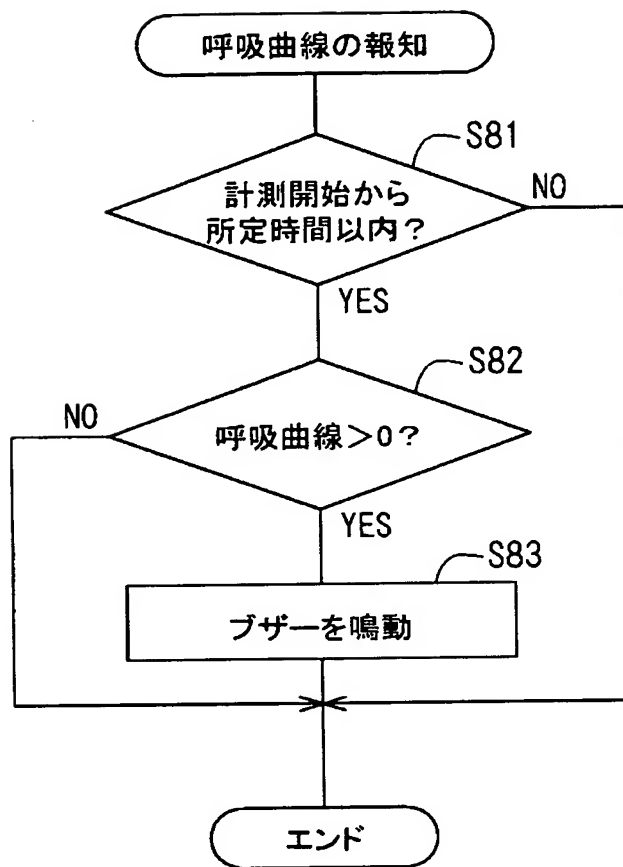 呼吸曲線の報知
S81
計測開始から
所定時間以内？
NO
YES
S82
NO
呼吸曲線＞0？
YES
S83
ブザーを鳴動
エンド